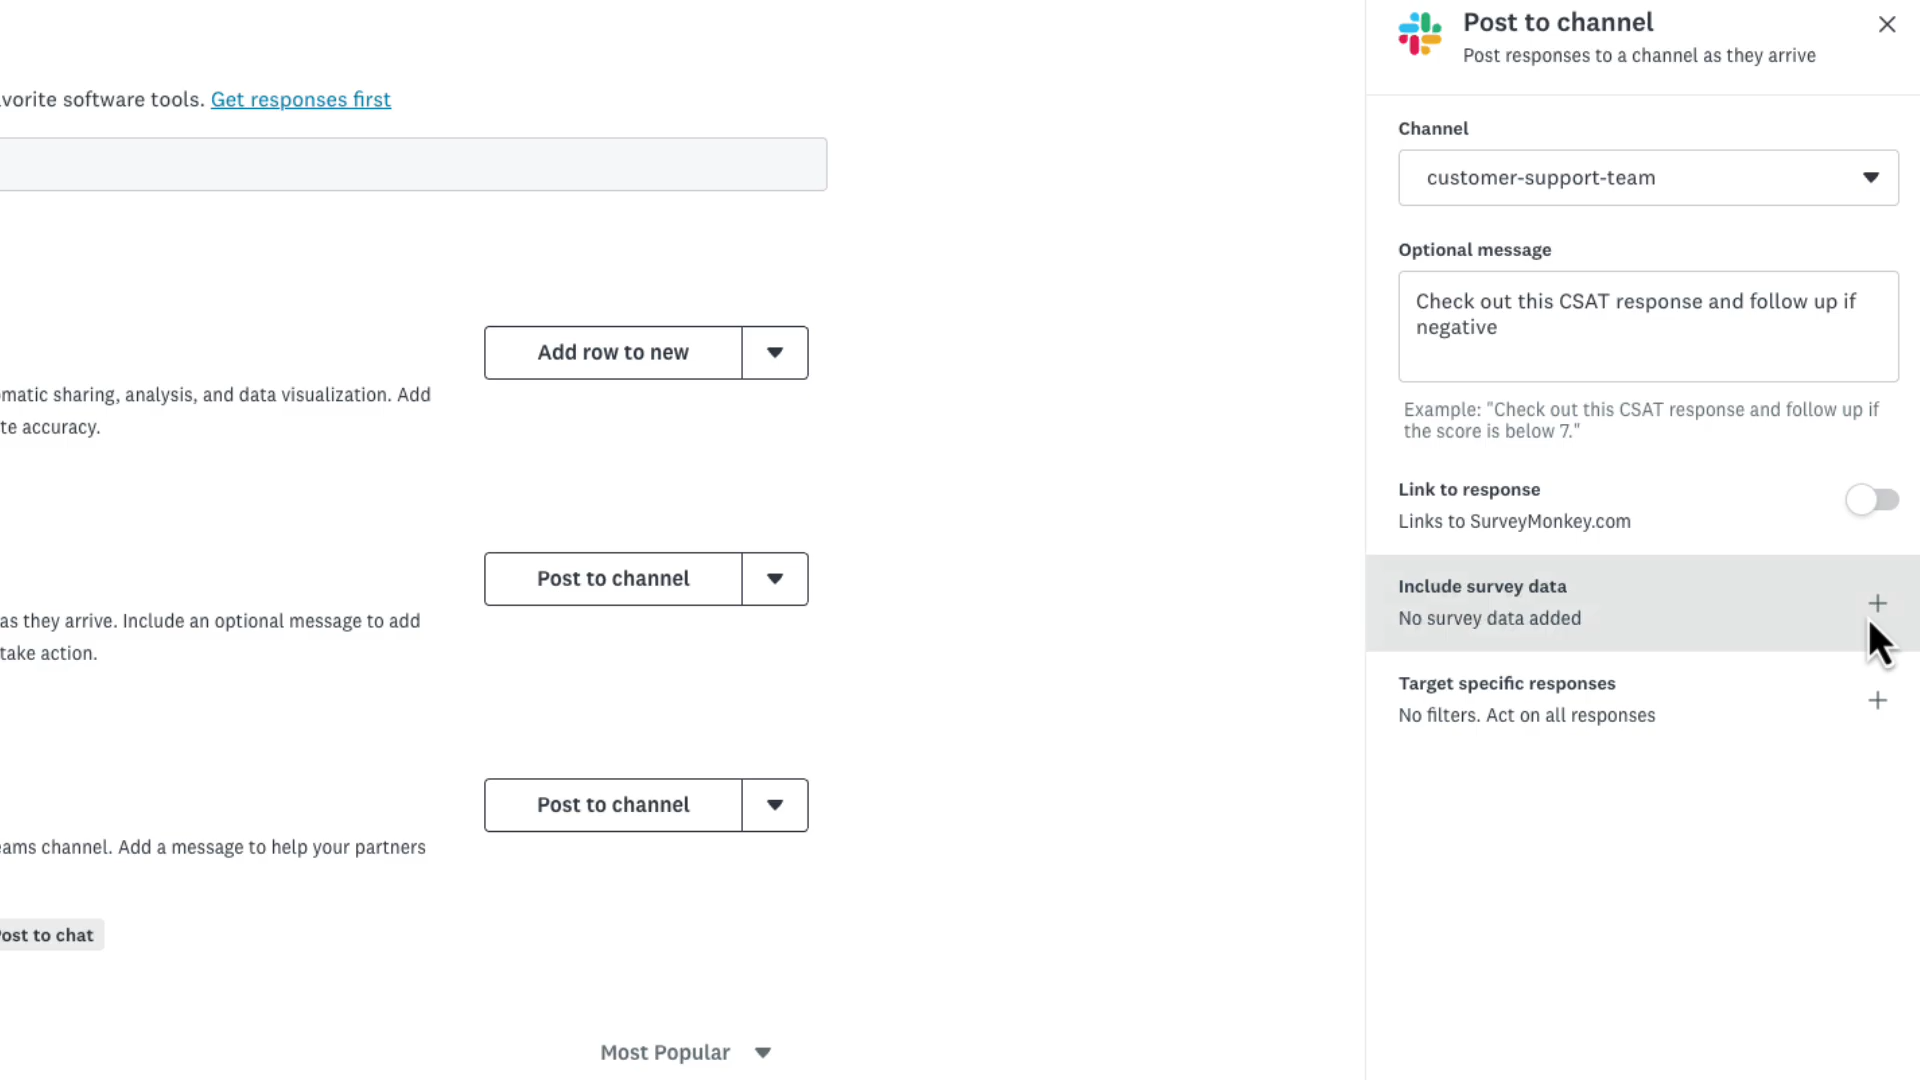 vorite software tools. Get responses first
Add row to new
matic sharing, analysis, and data visualization. Add
te accuracy.
Post to channel
as they arrive. Include an optional message to add
take action.
Post to channel
eams channel. Add a message to help your partners
ost to chat
Most Popular
Post to channel
Post responses to a channel as they arrive
Channel
customer-support-team
Optional message
Check out this CSAT response and follow up if
negative
Example: "Check out this CSAT response and follow up if
the score is below 7."
Link to response
Links to SurveyMonkey.com
Include survey data
No survey data added
Target specific responses
No filters. Act on all responses